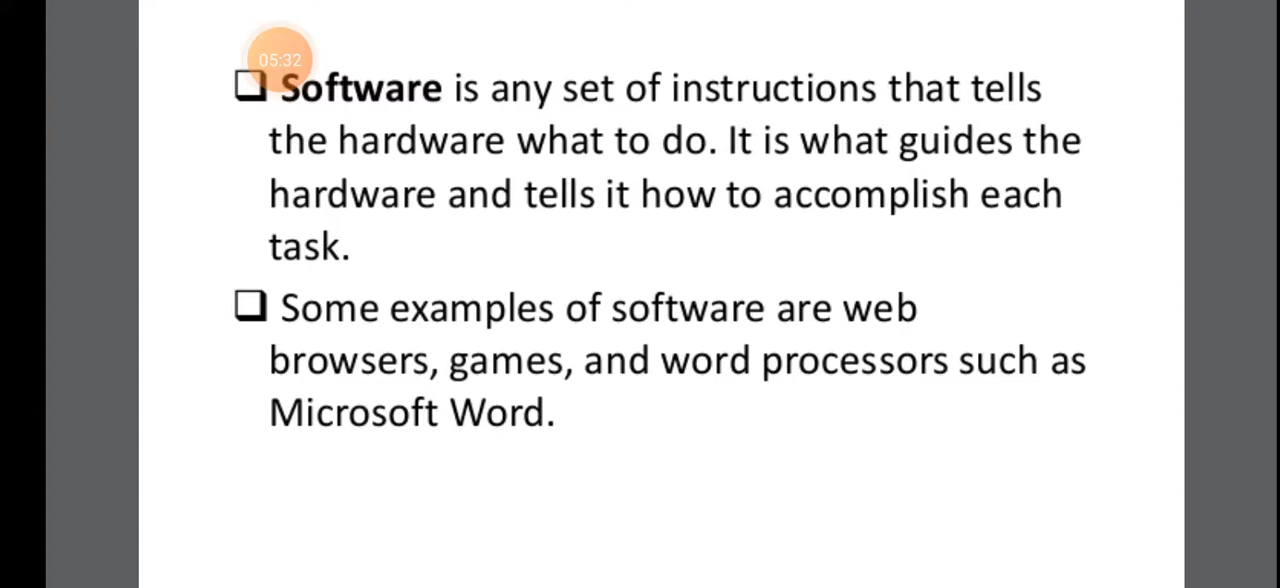 05:32
❑ Software is any set of instructions that tells
the hardware what to do. It is what guides the
hardware and tells it how to accomplish each
task.
❑ Some examples of software are web
browsers, games, and word processors such as
Microsoft Word.